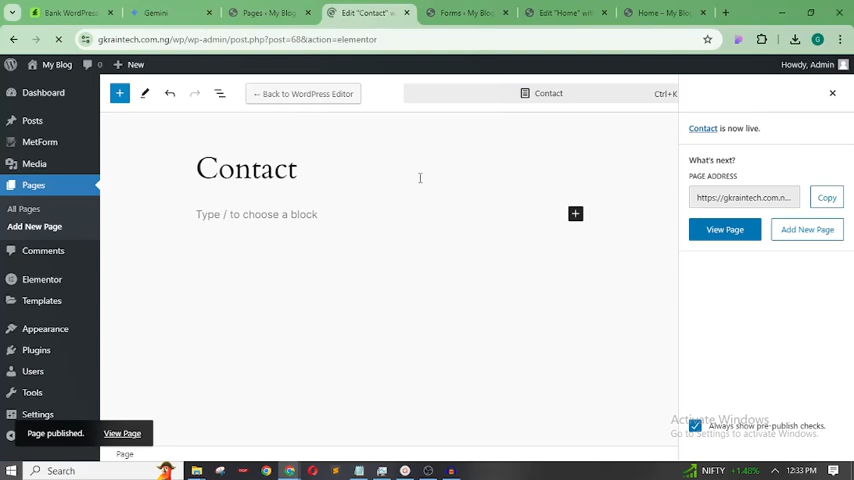 Bank WordPress
Gemini
Pages ‹ My Blog
Edit "Contact" w
Forms ‹ My Blog
Edit "Home" with
Home – My Blog
gkraintech.com.ng/wp/wp-admin/post.php?post=68&action=elementor
My Blog
0
New
Howdy, Admin
Dashboard
Posts
MetForm
Media
Pages
All Pages
Add New Page
Comments
Elementor
Templates
Appearance
Plugins
Users
Tools
Settings
← Back to WordPress Editor
Contact
Ctrl+K
Contact
Type / to choose a block
Contact is now live.
What's next?
PAGE ADDRESS
https://gkraintech.com.n...
Copy
View Page
Add New Page
Activate Windows
Always show pre-publish checks.
Go to Settings to activate Windows.
Page published.
View Page
Page
Search
NIFTY
+1.48%
12:33 PM